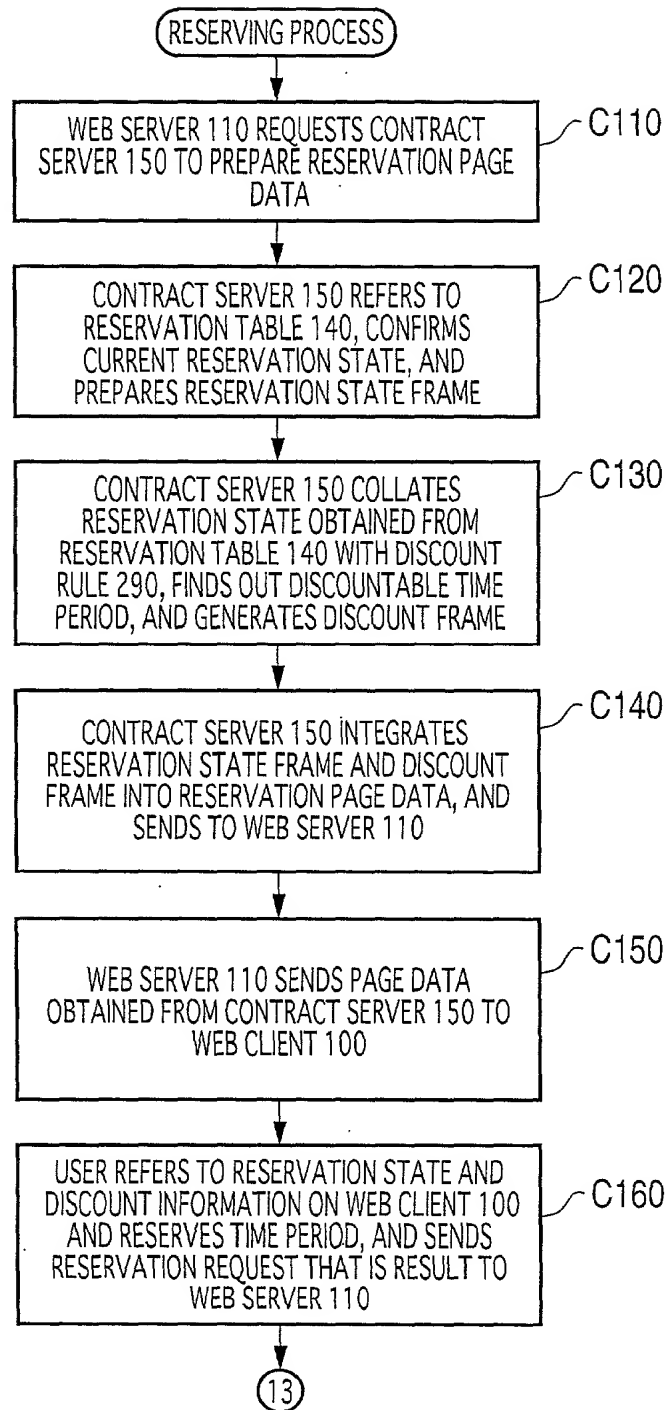 RESERVING PROCESS
WEB SERVER 110 REQUESTS CONTRACT
SERVER 150 TO PREPARE RESERVATION PAGE
DATA
C110
CONTRACT SERVER 150 REFERS TO
RESERVATION TABLE 140, CONFIRMS
CURRENT RESERVATION STATE, AND
PREPARES RESERVATION STATE FRAME
C120
CONTRACT SERVER 150 COLLATES
RESERVATION STATE OBTAINED FROM
RESERVATION TABLE 140 WITH DISCOUNT
RULE 290, FINDS OUT DISCOUNTABLE TIME
PERIOD, AND GENERATES DISCOUNT FRAME
C130
CONTRACT SERVER 150 INTEGRATES
RESERVATION STATE FRAME AND DISCOUNT
FRAME INTO RESERVATION PAGE DATA, AND
SENDS TO WEB SERVER 110
C140
WEB SERVER 110 SENDS PAGE DATA
OBTAINED FROM CONTRACT SERVER 150 TO
WEB CLIENT 100
C150
USER REFERS TO RESERVATION STATE AND
DISCOUNT INFORMATION ON WEB CLIENT 100
AND RESERVES TIME PERIOD, AND SENDS
RESERVATION REQUEST THAT IS RESULT TO
WEB SERVER 110
C160
13